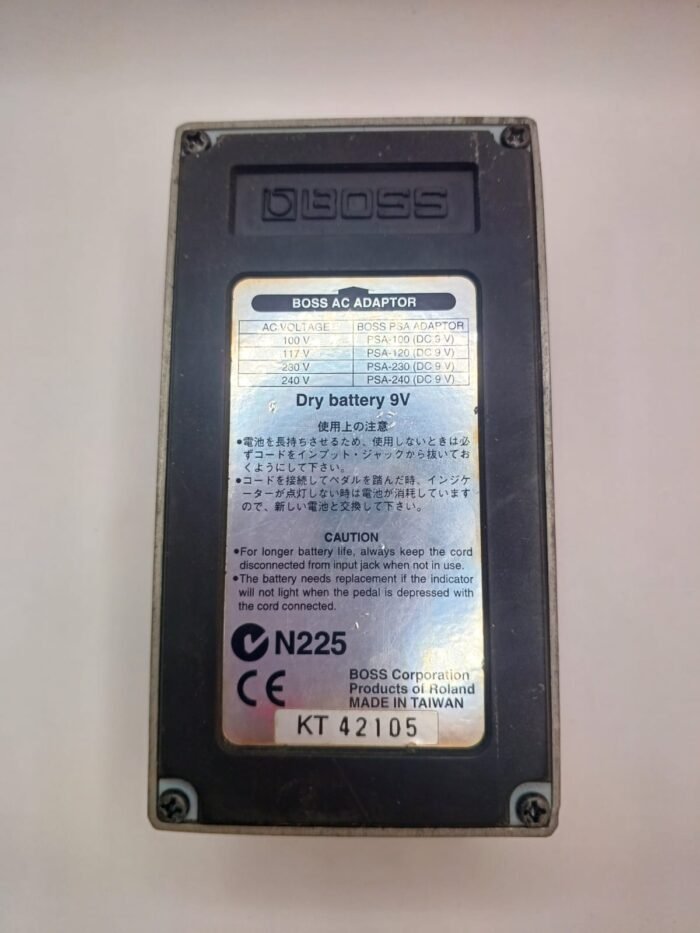 BOSS
BOSS AC ADAPTOR
AC VOLTAGE BOSS PSA ADAPTOR
100 V PSA-100 (DC 9 V)
117 V PSA-120 (DC 9 V)
230 V PSA-230 (DC 9 V)
240 V PSA-240 (DC 9 V)
Dry battery 9V
使用上の注意
●電池を長持ちさせるため、使用しないときは必
ずコードをインプット・ジャックから抜いてお
くようにして下さい。
●コードを接続してペダルを踏んだ時、インジケ
ーターが点灯しない時は電池が消耗しています
ので、新しい電池と交換して下さい。
CAUTION
●For longer battery life, always keep the cord
disconnected from input jack when not in use.
●The battery needs replacement if the indicator
will not light when the pedal is depressed with
the cord connected.
N225
CE
BOSS Corporation
Products of Roland
MADE IN TAIWAN
KT 42105